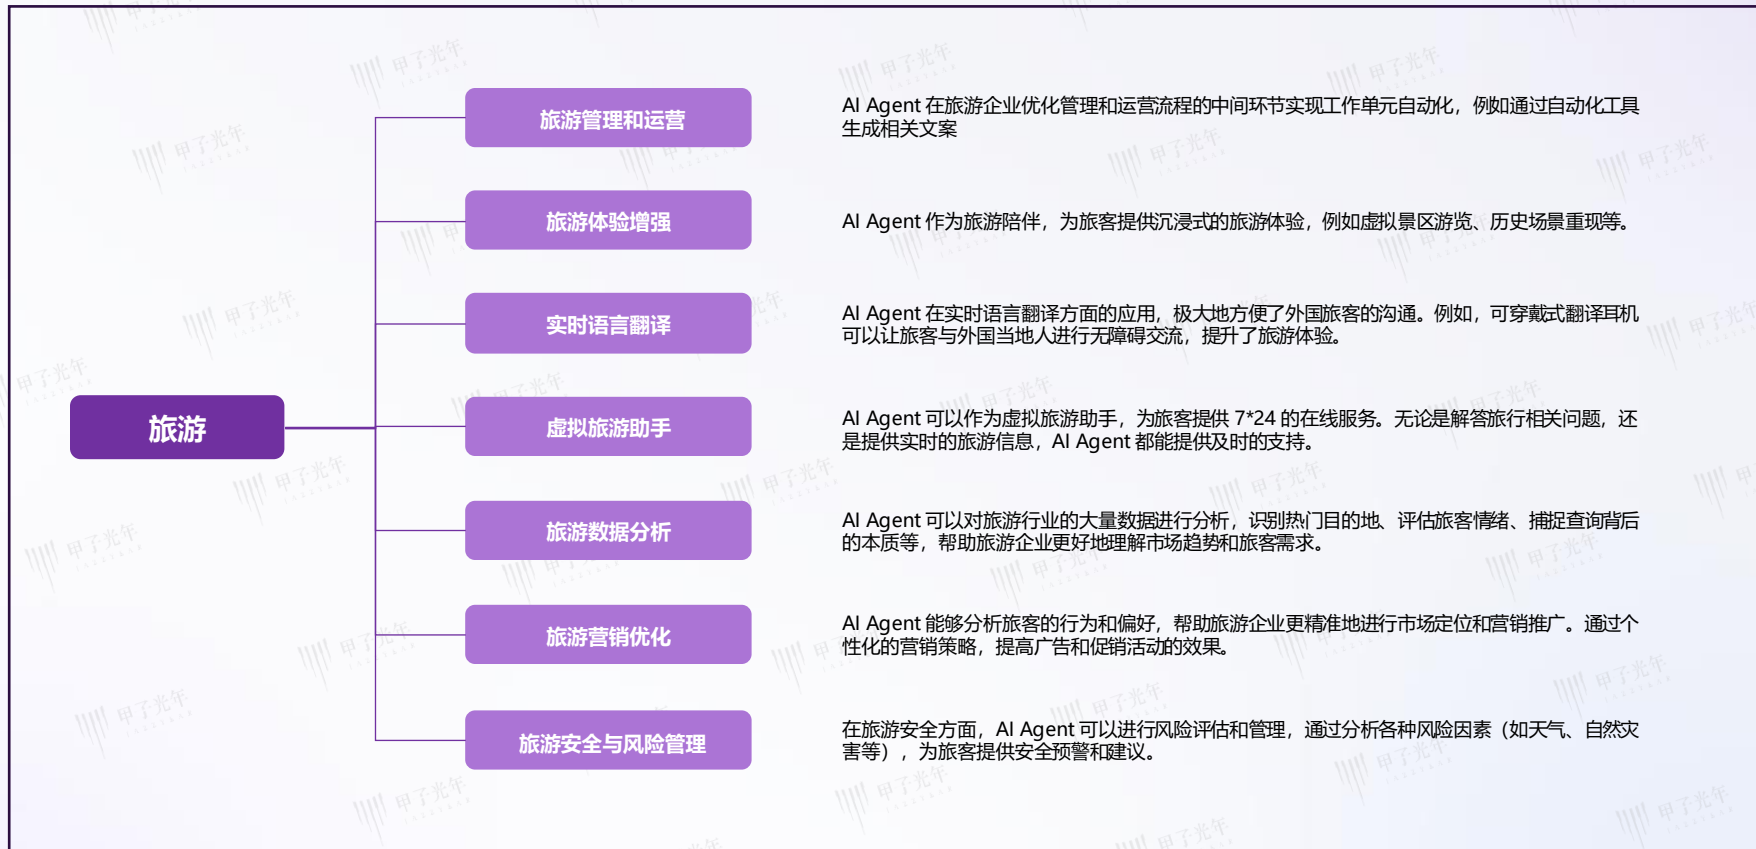 旅游
旅游管理和运营
AI Agent 在旅游企业优化管理和运营流程的中间环节实现工作单元自动化，例如通过自动化工具
生成相关文案
旅游体验增强
AI Agent 作为旅游陪伴，为旅客提供沉浸式的旅游体验，例如虚拟景区游览、历史场景重现等。
实时语言翻译
AI Agent 在实时语言翻译方面的应用，极大地方便了外国旅客的沟通。例如，可穿戴式翻译耳机
可以让旅客与外国当地人进行无障碍交流，提升了旅游体验。
虚拟旅游助手
AI Agent 可以作为虚拟旅游助手，为旅客提供 7*24 的在线服务。无论是解答旅行相关问题，还
是提供实时的旅游信息，AI Agent 都能提供及时的支持。
旅游数据分析
AI Agent 可以对旅游行业的大量数据进行分析，识别热门目的地、评估旅客情绪、捕捉查询背后
的本质等，帮助旅游企业更好地理解市场趋势和旅客需求。
旅游营销优化
AI Agent 能够分析旅客的行为和偏好，帮助旅游企业更精准地进行市场定位和营销推广。通过个
性化的营销策略，提高广告和促销活动的效果。
旅游安全与风险管理
在旅游安全方面，AI Agent 可以进行风险评估和管理，通过分析各种风险因素（如天气、自然灾
害等），为旅客提供安全预警和建议。
甲子光年